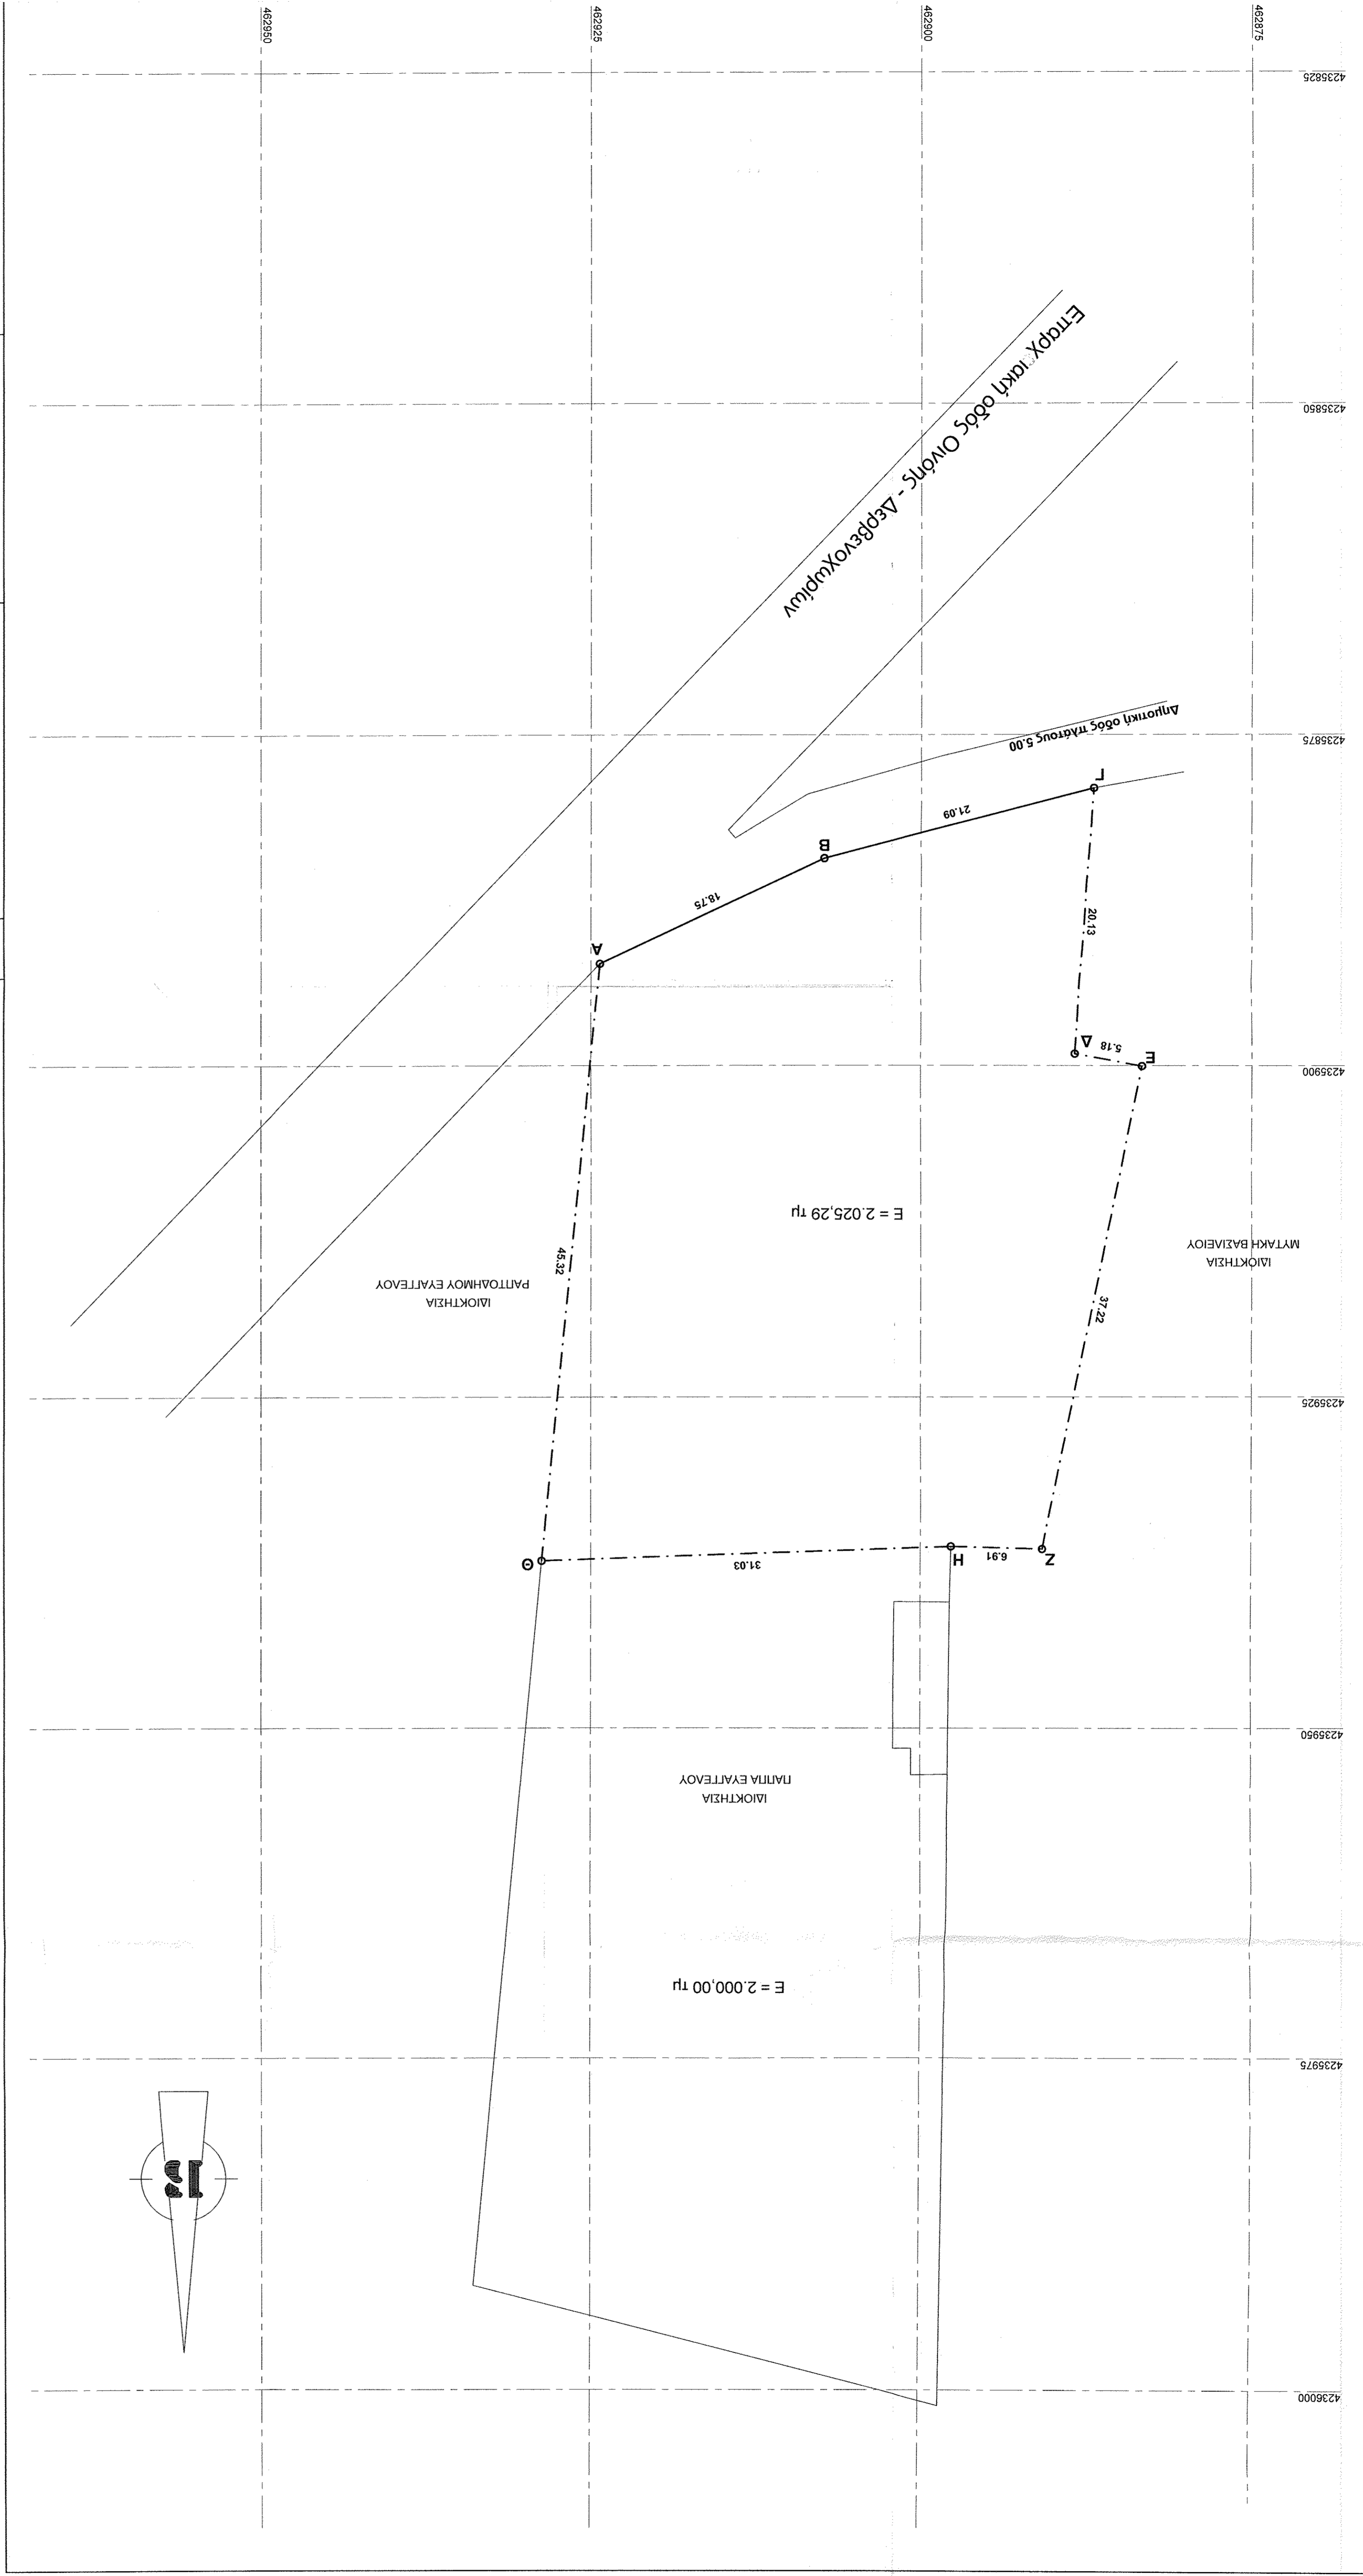 4236000
4235975
Ε = 2.000,00 τμ
ΙΔΙΟΚΤΗΣΙΑ
ΠΑΠΠΑ ΕΥΑΓΓΕΛΟΥ
4235950
Ζ
6.91
Η
31.03
Θ
4235925
37.22
ΙΔΙΟΚΤΗΣΙΑ
ΡΑΠΤΟΔΗΜΟΥ ΕΥΑΓΓΕΛΟΥ
45.32
ΙΔΙΟΚΤΗΣΙΑ
ΜΥΤΑΚΗ ΒΑΣΙΛΕΙΟΥ
Ε = 2.025,29 τμ
4235900
Ε
5.18
Δ
20.13
Α
18.75
Β
21.09
Γ
4235875
Δημοτική οδός πλάτους 5.00
Επαρχιακή οδός Οινόης - Δερβενοχωρίων
4235850
4235825
462875
462900
462925
462950